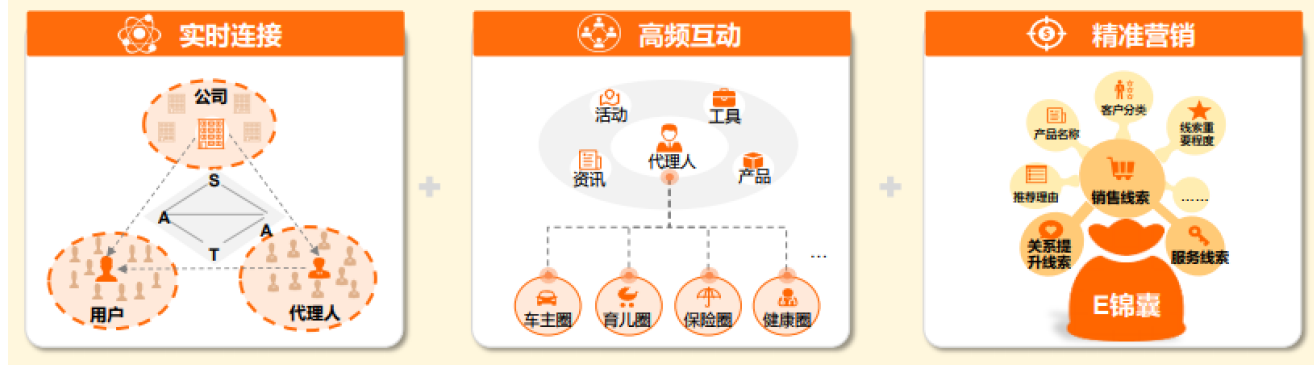 实时连接
公司
S
A
A
T
用户
代理人
高频互动
活动
工具
代理人
资讯
产品
...
车主圈
育儿圈
保险圈
健康圈
精准营销
客户分类
产品名称
线索重
要程度
推荐理由
销售线索
......
关系提
升线索
服务线索
E锦囊